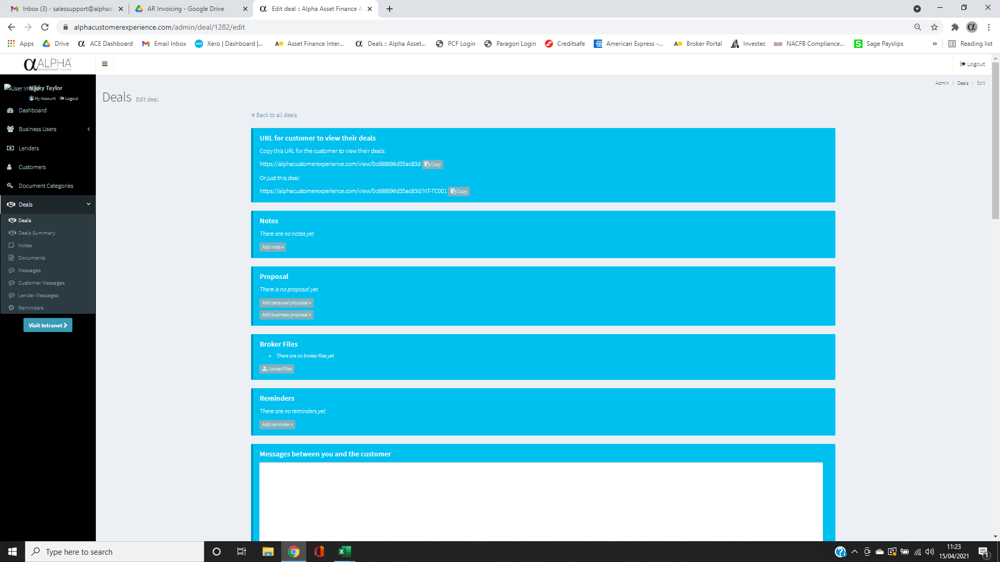 Inbox (3) - salessupport@alphaas
AR Invoicing - Google Drive
Edit deal :: Alpha Asset Finance A
alphacustomerexperience.com/admin/deal/1282/edit
Apps
Drive
ACE Dashboard
Email Inbox
Xero | Dashboard |...
Asset Finance Inter...
Deals :: Alpha Asset...
PCF Login
Paragon Login
Creditsafe
American Express -...
Broker Portal
Investec
NACFB Compliance...
Sage Payslips
»
Reading list
αALPHA
www.alphaassetfinance.com
Logout
User Image
Nikky Taylor
My Account
Logout
Admin > Deals > Edit
Deals Edit deal.
Dashboard
Business Users
Lenders
Customers
Document Categories
Deals
Deals
Deals Summary
Notes
Documents
Messages
Customer Messages
Lender Messages
Reminders
Visit Intranet
« Back to all deals
URL for customer to view their deals
Copy this URL for the customer to view their deals:
https://alphacustomerexperience.com/view/0c688696d35ac83d Copy
Or just this deal:
https://alphacustomerexperience.com/view/0c688696d35ac83d/NT-TC001 Copy
Notes
There are no notes yet
Add note »
Proposal
There is no proposal yet
Add personal proposal »
Add business proposal »
Broker Files
• There are no broker files yet
Upload files
Reminders
There are no reminders yet
Add reminder »
Messages between you and the customer
Type here to search
11:23
15/04/2021
1